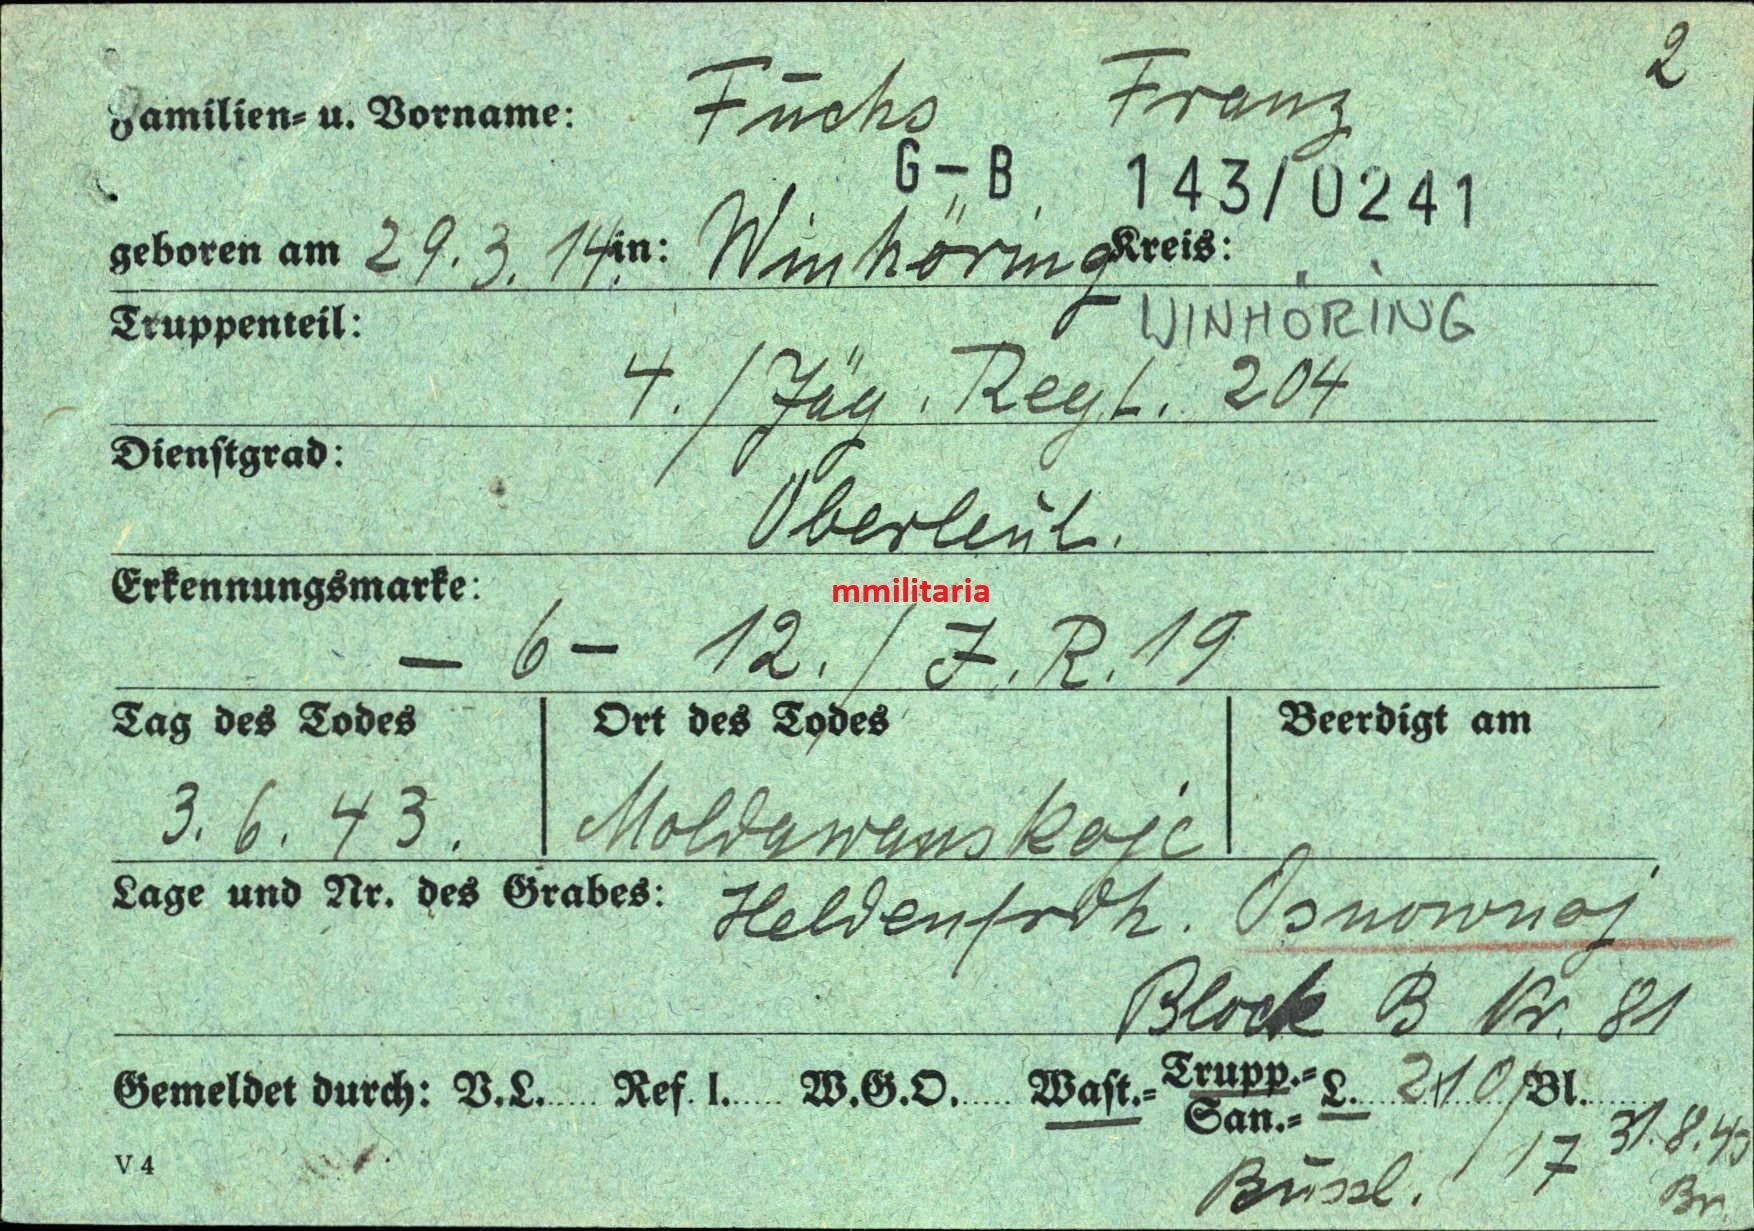 2
Familien- u. Vorname: Fuchs Franz
G-B 143/0241
geboren am 29.3.14. in: Winhöring Kreis:
WINHÖRING
Truppenteil:
4./Jäg. Regt. 204
Dienstgrad:
Oberleut.
Erkennungsmarke:
mmilitaria
— 6 — 12./J.R.19
Tag des Todes Ort des Todes Beerdigt am
3.6.43. Moldawanskoje
Lage und Nr. des Grabes: Heldenfrdh. Osnownoj
Block B Nr. 81
Gemeldet durch: V.L..... Ref. I..... W.G.O..... Wast.- Trupp.- San.- L. 210/Bl.
17 31.8.43
V 4 Br.